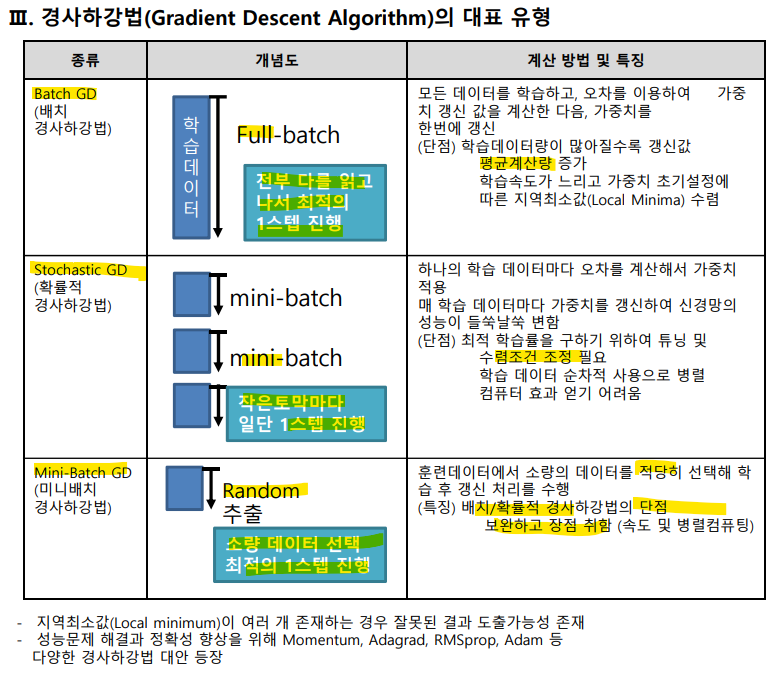 Ⅲ. 경사하강법(Gradient Descent Algorithm)의 대표 유형
종류
개념도
계산 방법 및 특징
Batch GD
(배치
경사하강법)
학습데이터
Full-batch
전부 다를 읽고
나서 최적의
1스텝 진행
모든 데이터를 학습하고, 오차를 이용하여 가중
치 갱신 값을 계산한 다음, 가중치를
한번에 갱신
(단점) 학습데이터량이 많아질수록 갱신값
평균계산량 증가
학습속도가 느리고 가중치 초기설정에
따른 지역최소값(Local Minima) 수렴
Stochastic GD
(확률적
경사하강법)
mini-batch
mini-batch
작은토막마다
일단 1스텝 진행
하나의 학습 데이터마다 오차를 계산해서 가중치
적용
매 학습 데이터마다 가중치를 갱신하여 신경망의
성능이 들쑥날쑥 변함
(단점) 최적 학습률을 구하기 위하여 튜닝 및
수렴조건 조정 필요
학습 데이터 순차적 사용으로 병렬
컴퓨터 효과 얻기 어려움
Mini-Batch GD
(미니배치
경사하강법)
Random
추출
소량 데이터 선택
최적의 1스텝 진행
훈련데이터에서 소량의 데이터를 적당히 선택해 학
습 후 갱신 처리를 수행
(특징) 배치/확률적 경사하강법의 단점
보완하고 장점 취함 (속도 및 병렬컴퓨팅)
- 지역최소값(Local minimum)이 여러 개 존재하는 경우 잘못된 결과 도출가능성 존재
- 성능문제 해결과 정확성 향상을 위해 Momentum, Adagrad, RMSprop, Adam 등
다양한 경사하강법 대안 등장